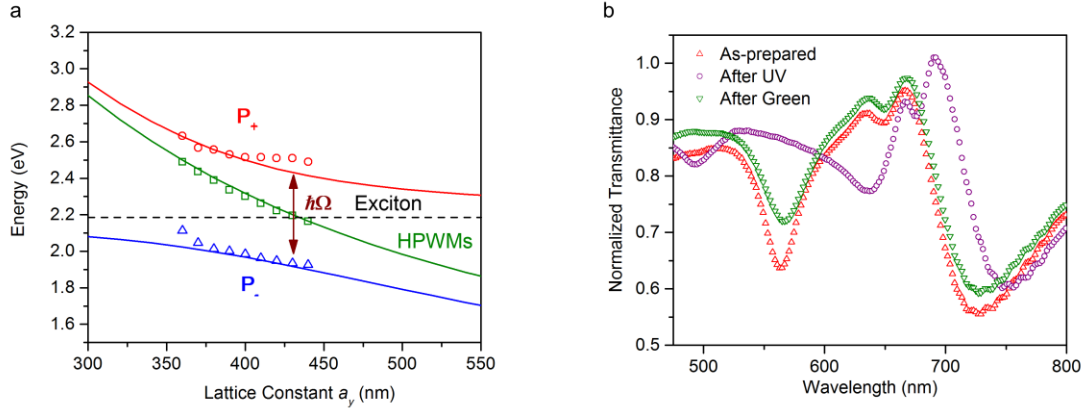 a
3.2
3.0
2.8
2.6
2.4
2.2
2.0
1.8
1.6
Energy (eV)
P+
ħΩ
Exciton
HPWMs
P-
300 350 400 450 500 550
Lattice Constant ay (nm)
b
1.0
0.9
0.8
0.7
0.6
0.5
Normalized Transmittance
As-prepared
After UV
After Green
500 600 700 800
Wavelength (nm)